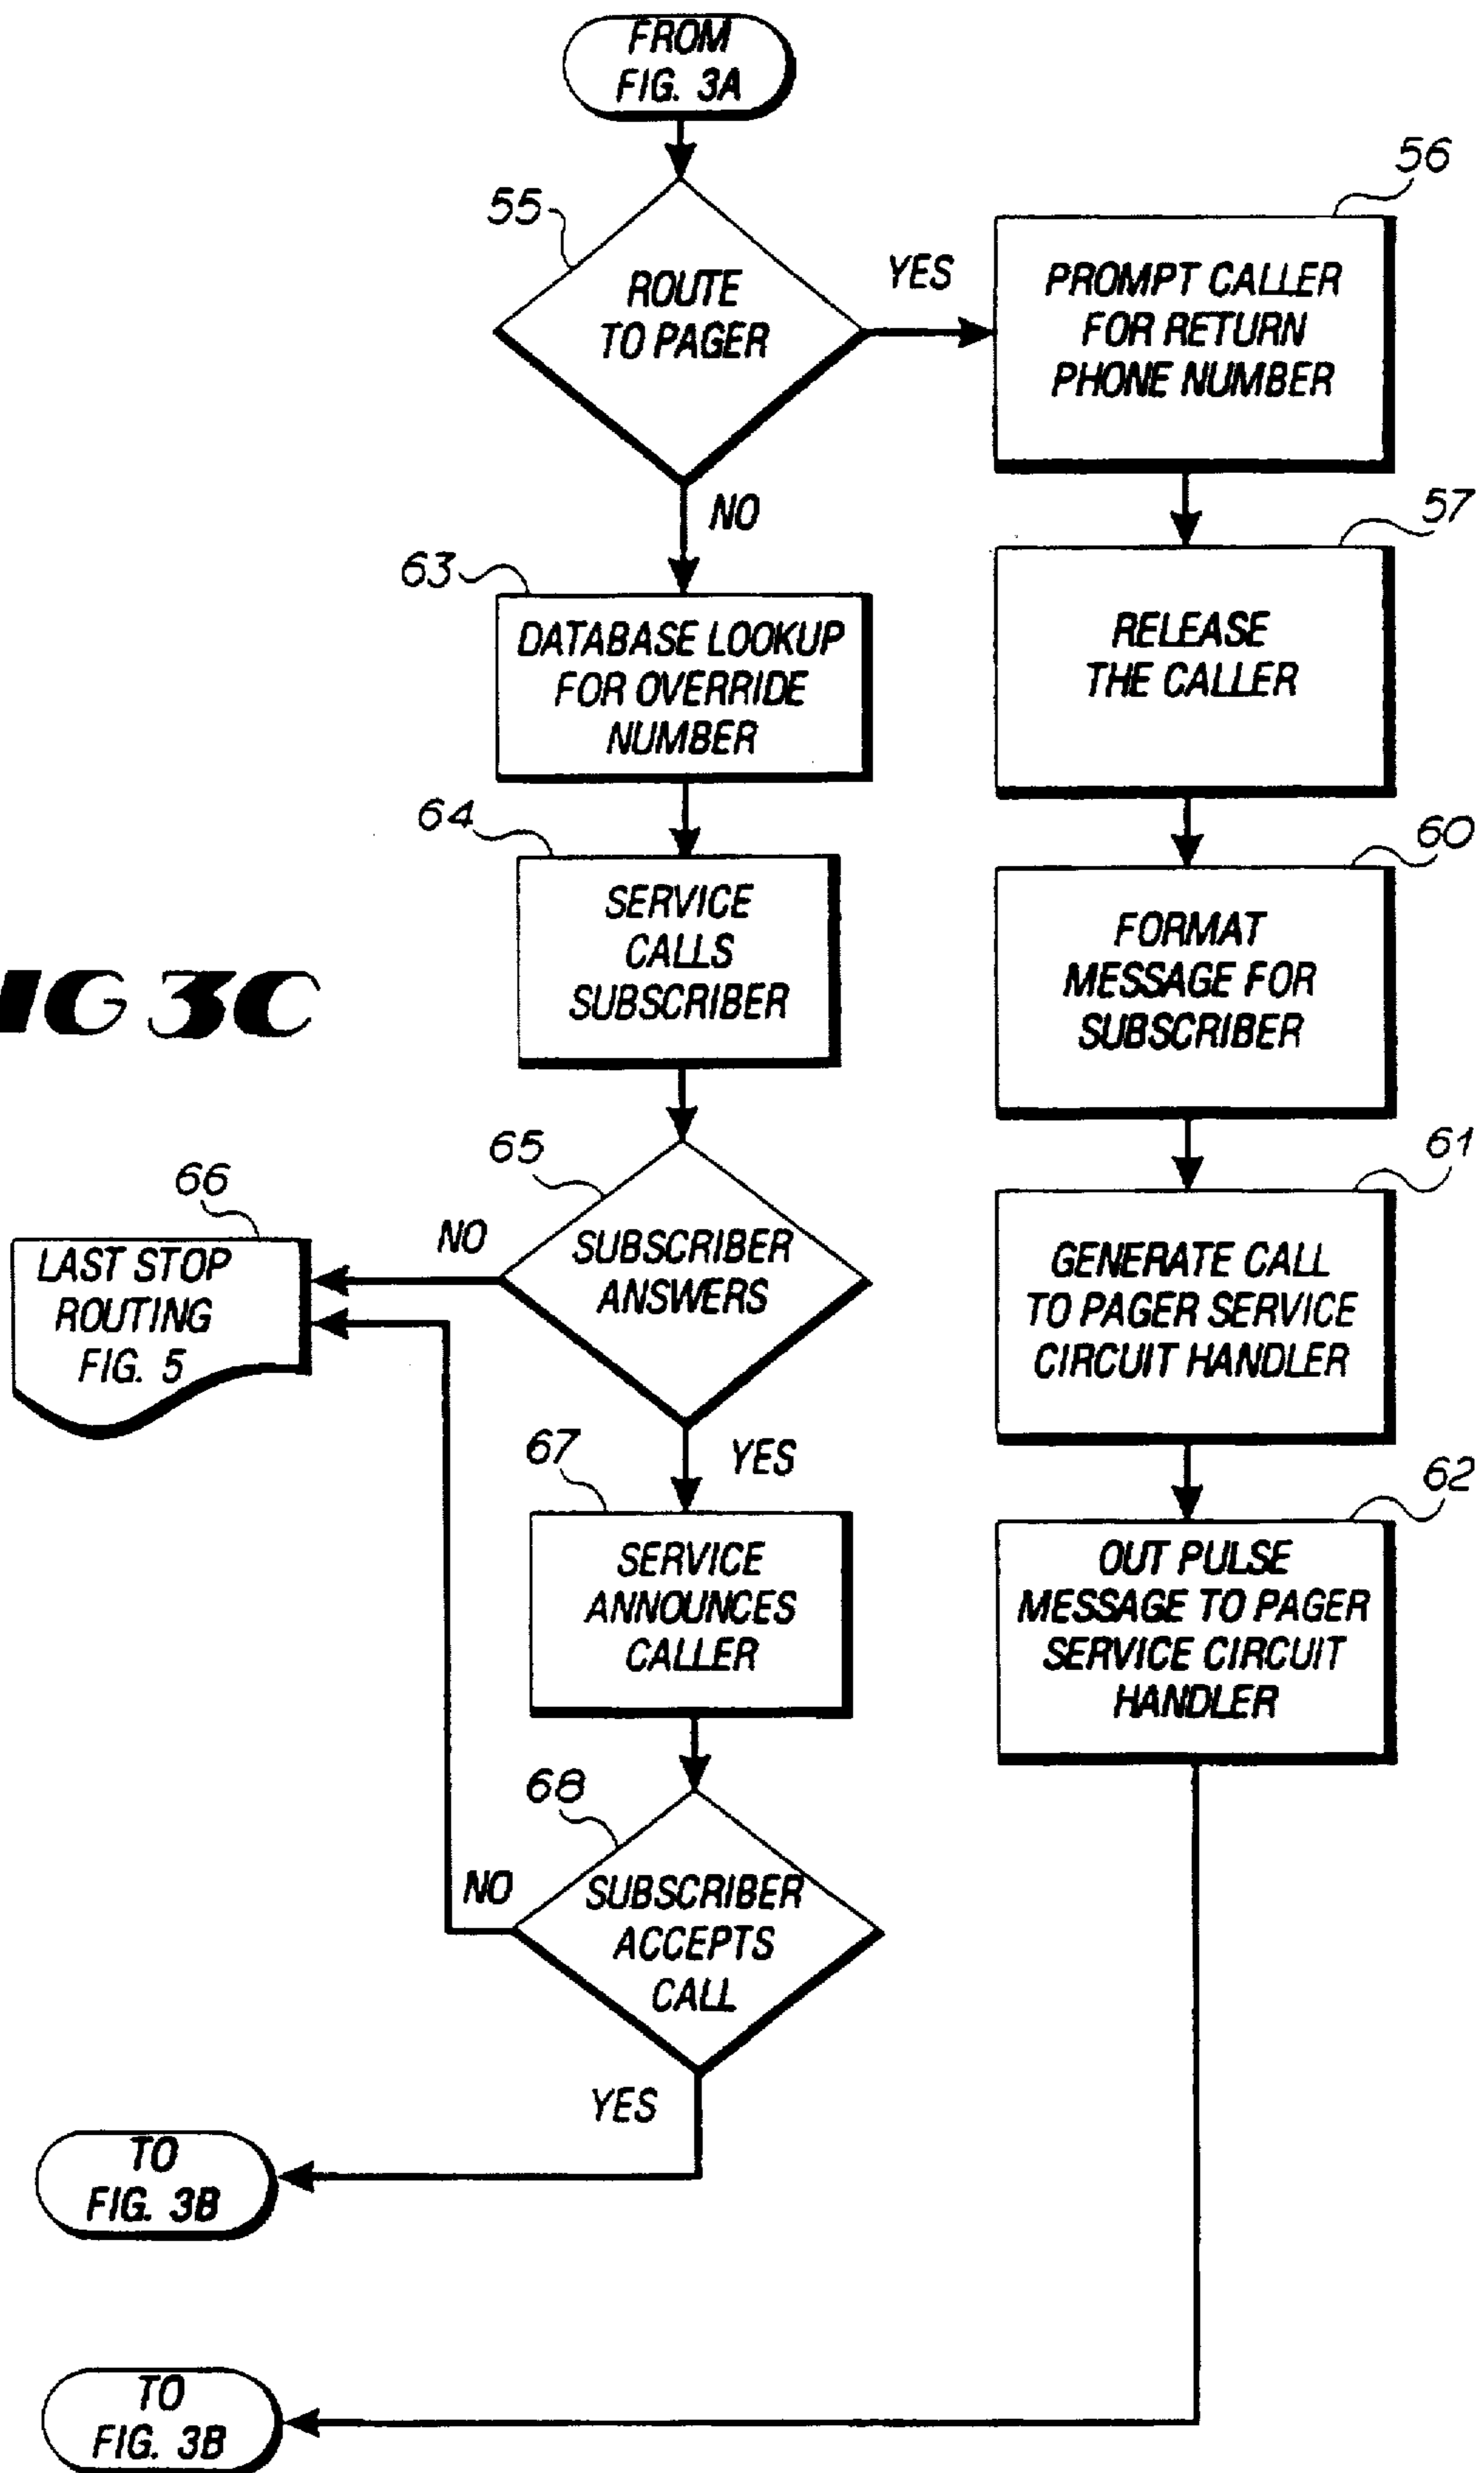 FROM
FIG. 3A
55
ROUTE
TO PAGER
YES
56
PROMPT CALLER
FOR RETURN
PHONE NUMBER
NO
57
RELEASE
THE CALLER
63
DATABASE LOOKUP
FOR OVERRIDE
NUMBER
64
SERVICE
CALLS
SUBSCRIBER
60
FORMAT
MESSAGE FOR
SUBSCRIBER
IG 3C
65
SUBSCRIBER
ANSWERS
NO
66
LAST STOP
ROUTING
FIG. 5
61
GENERATE CALL
TO PAGER SERVICE
CIRCUIT HANDLER
YES
67
SERVICE
ANNOUNCES
CALLER
62
OUT PULSE
MESSAGE TO PAGER
SERVICE CIRCUIT
HANDLER
68
SUBSCRIBER
ACCEPTS
CALL
NO
YES
TO
FIG. 3B
TO
FIG. 3B